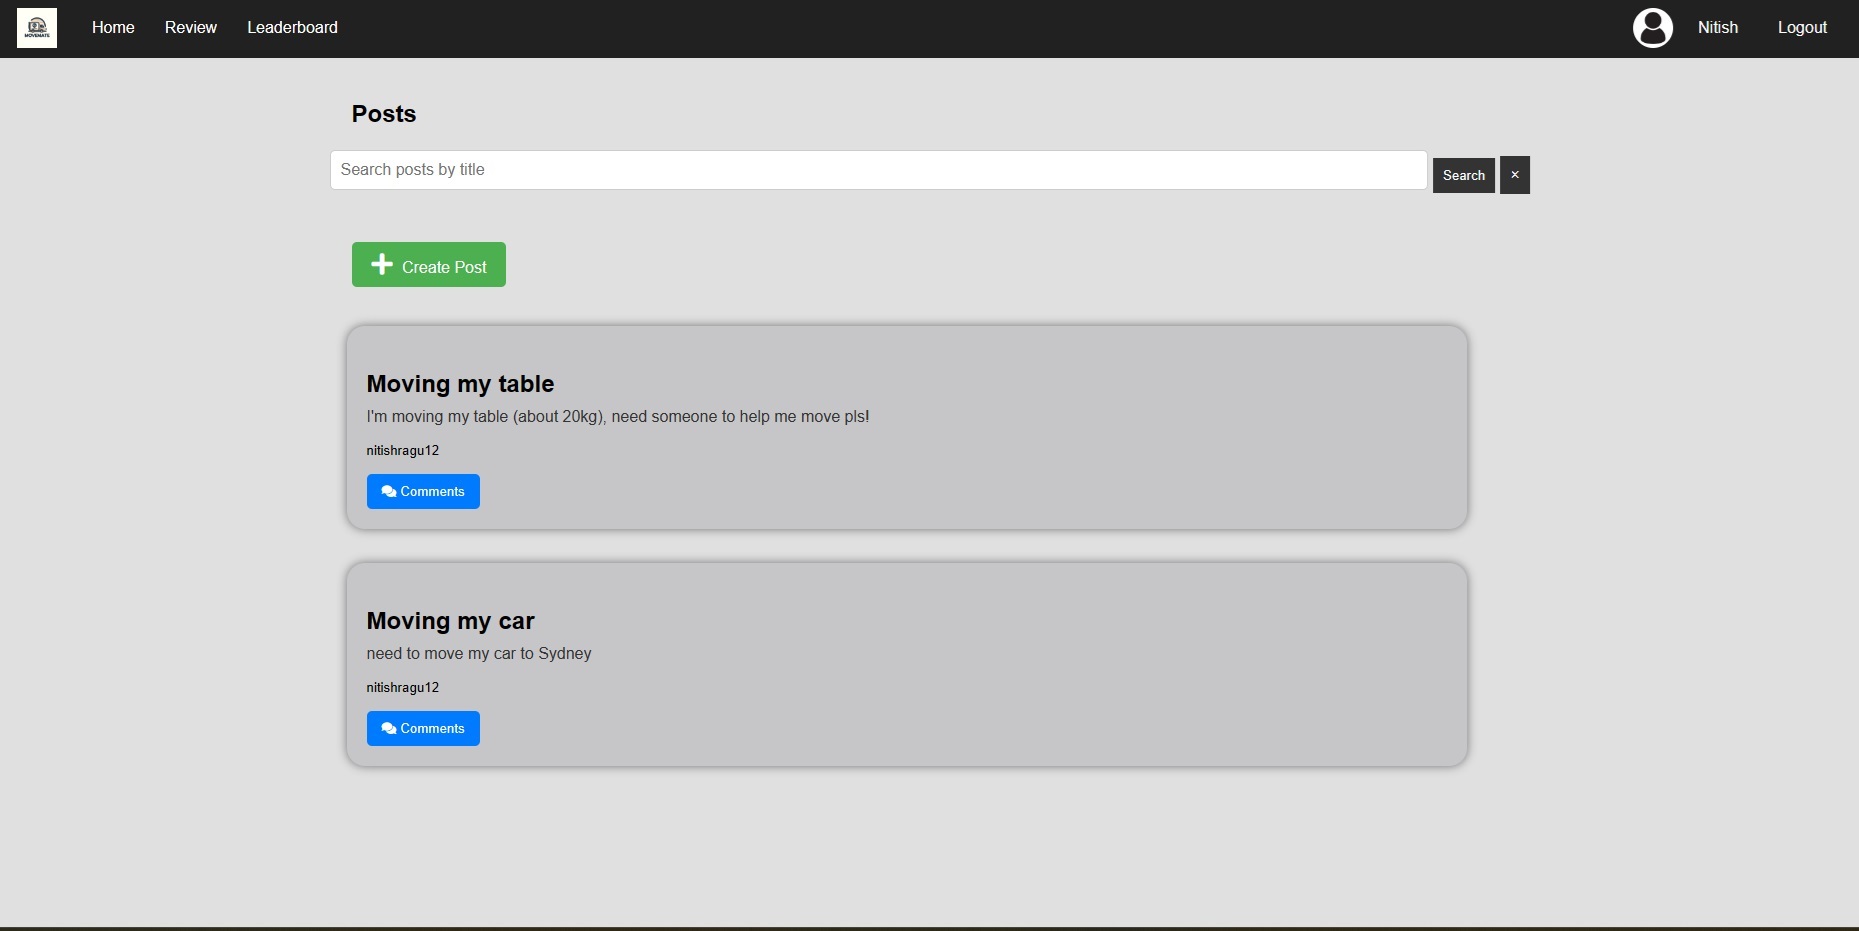 MOVEMATE
Home Review Leaderboard Nitish Logout
Posts
Search posts by title Search ×
Create Post
Moving my table
I'm moving my table (about 20kg), need someone to help me move pls!
nitishragu12
Comments
Moving my car
need to move my car to Sydney
nitishragu12
Comments